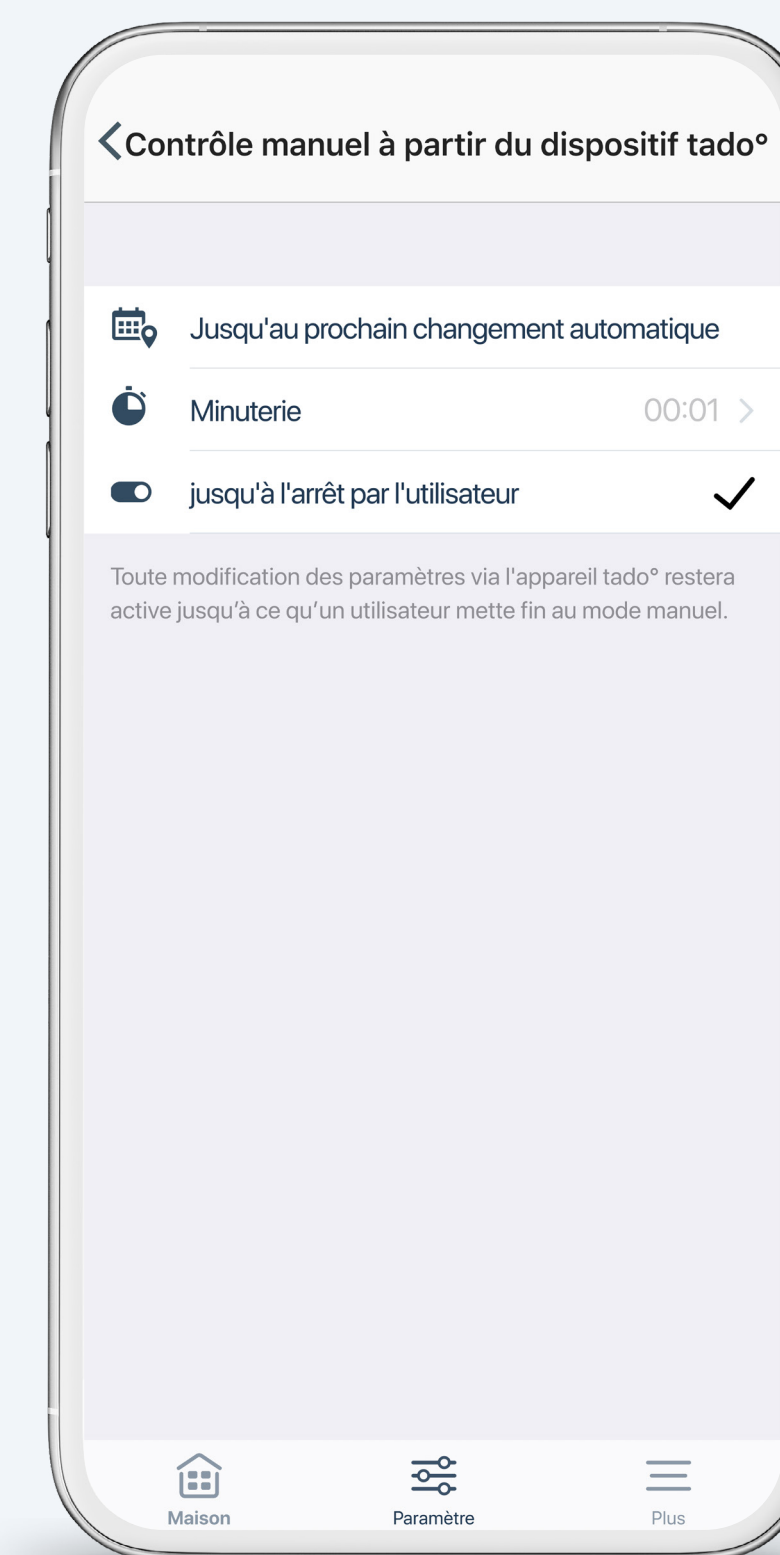 Contrôle manuel à partir du dispositif tado°
Jusqu'au prochain changement automatique
Minuterie 00:01
jusqu'à l'arrêt par l'utilisateur
Toute modification des paramètres via l'appareil tado° restera
active jusqu’à ce qu’un utilisateur mette fin au mode manuel.
Maison Paramètre Plus